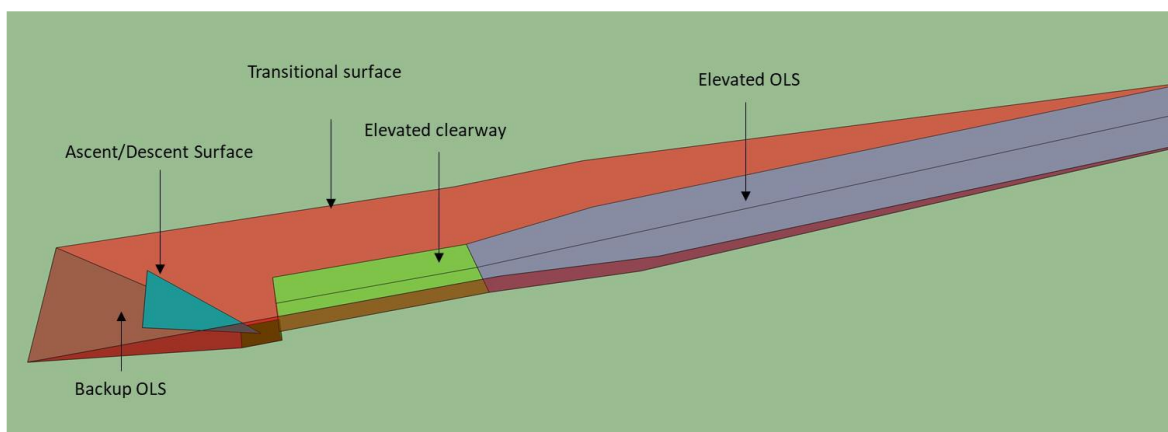 Transitional surface
Elevated OLS
Elevated clearway
Ascent/Descent Surface
Backup OLS